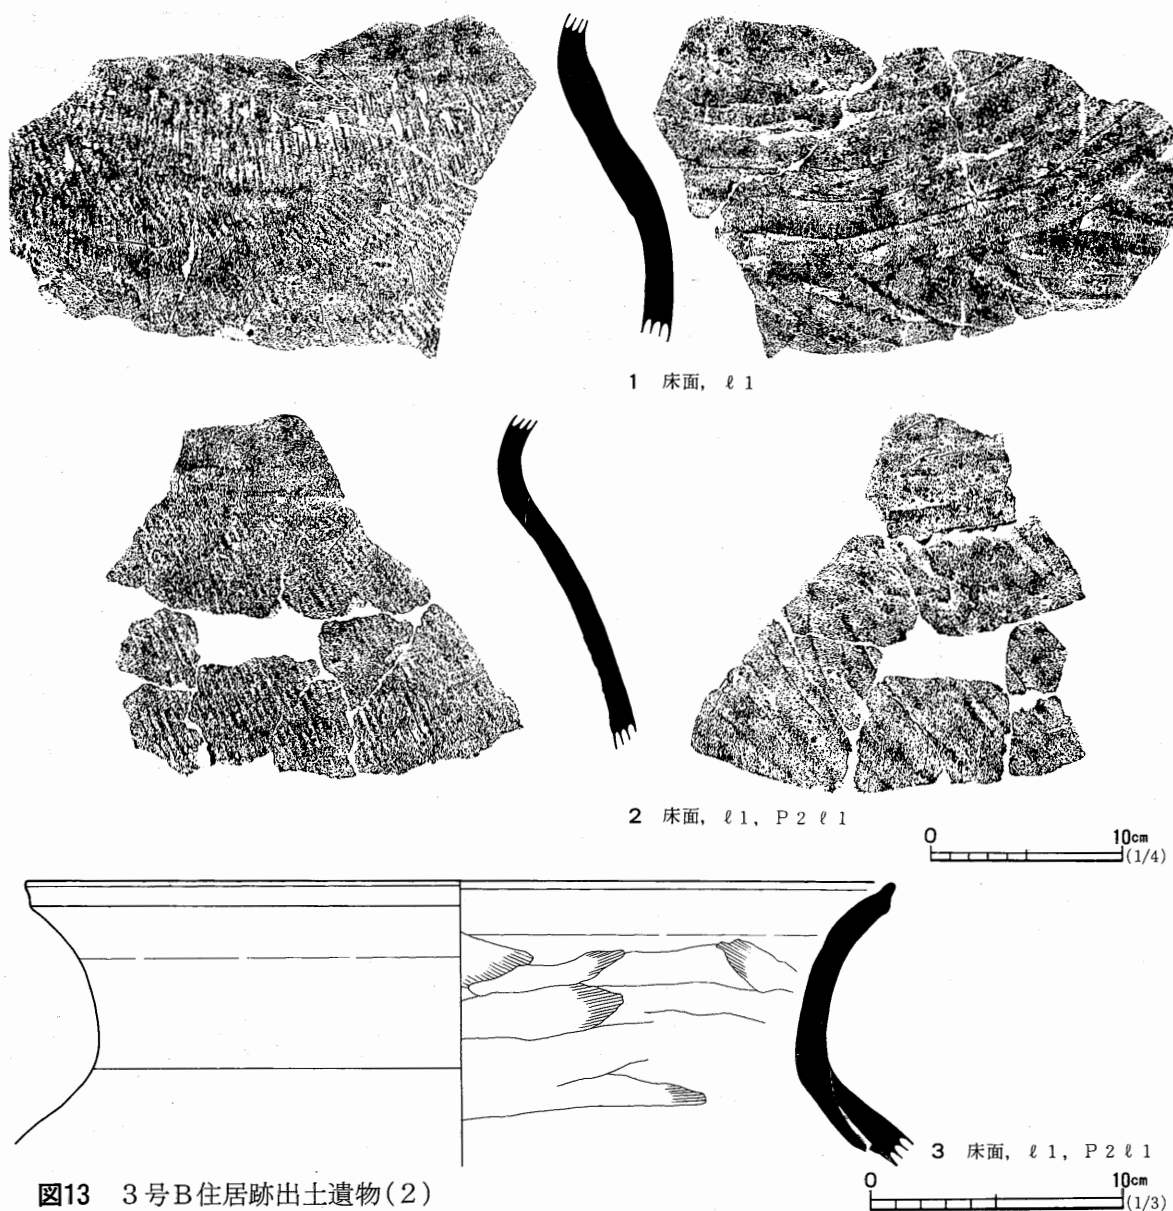 1 床面, ℓ1
2 床面, ℓ1, P2ℓ1
0 10cm
(1/4)
3 床面, ℓ1, P2ℓ1
0 10cm
(1/3)
図13 3号B住居跡出土遺物(2)